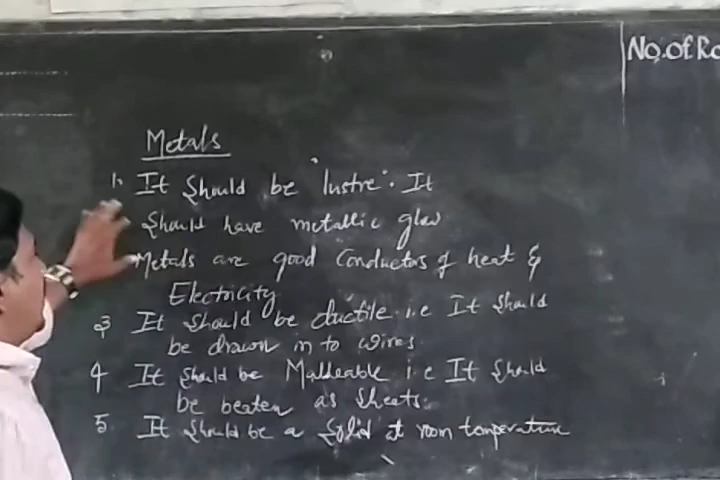 No. of Ro
Metals
1. It should be "lustre". It
should have metallic glow
Metals are good conductors of heat &
Electricity
3 It should be ductile i.e It should
be drawn in to wires.
4 It should be Malleable i.e It should
be beaten as sheets.
5 It should be a solid at room temperature